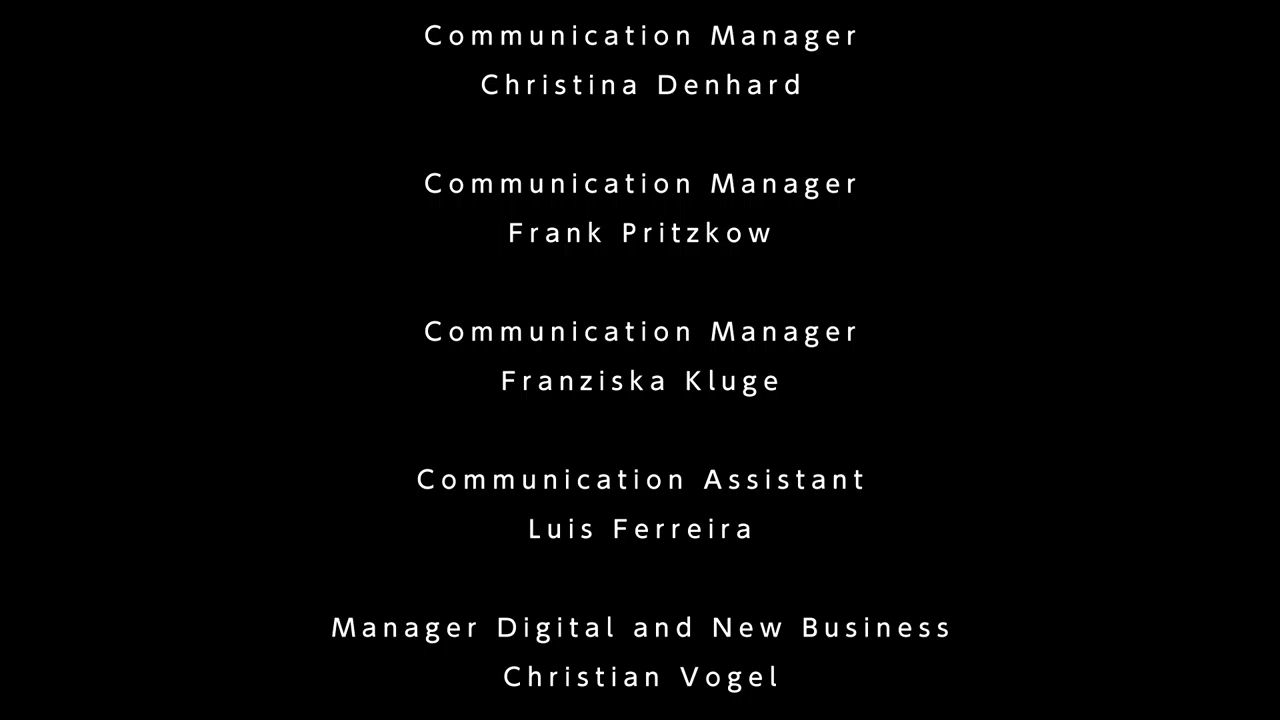 Communication Manager
Christina Denhard
Communication Manager
Frank Pritzkow
Communication Manager
Franziska Kluge
Communication Assistant
Luis Ferreira
Manager Digital and New Business
Christian Vogel